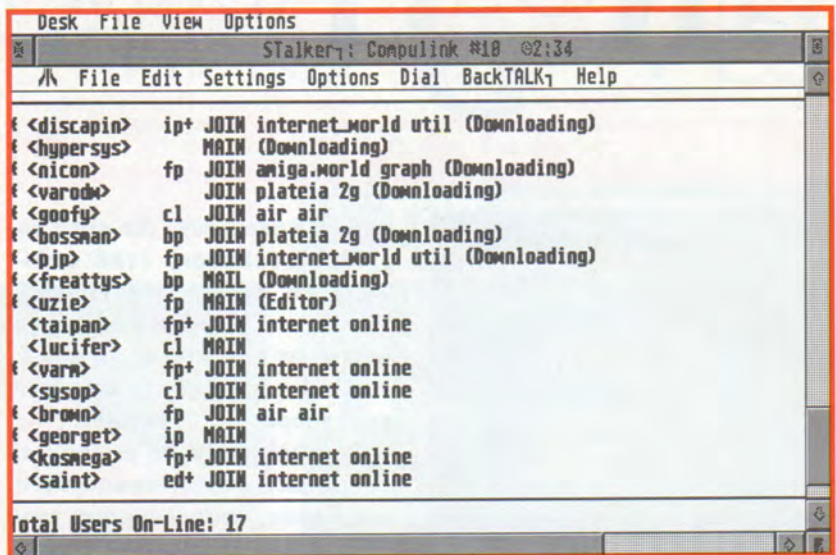 Desk File View Options
STalker: Compulink #10 02:34
File Edit Settings Options Dial BackTALK Help
<discapin> ip+ JOIN internet_world util (Downloading)
<hypersys> MAIN (Downloading)
<nicon> fp JOIN amiga.world graph (Downloading)
<varodw> JOIN plateia 2g (Downloading)
<goofy> cl JOIN air air
<bossman> bp JOIN plateia 2g (Downloading)
<pjp> fp JOIN internet_world util (Downloading)
<freattys> bp MAIL (Downloading)
<uzie> fp MAIN (Editor)
<taipan> fp+ JOIN internet online
<lucifer> cl MAIN
<varm> fp+ JOIN internet online
<sysop> cl JOIN internet online
<brown> fp JOIN air air
<georget> ip MAIN
<kosmega> fp+ JOIN internet online
<saint> ed+ JOIN internet online
Total Users On-Line: 17